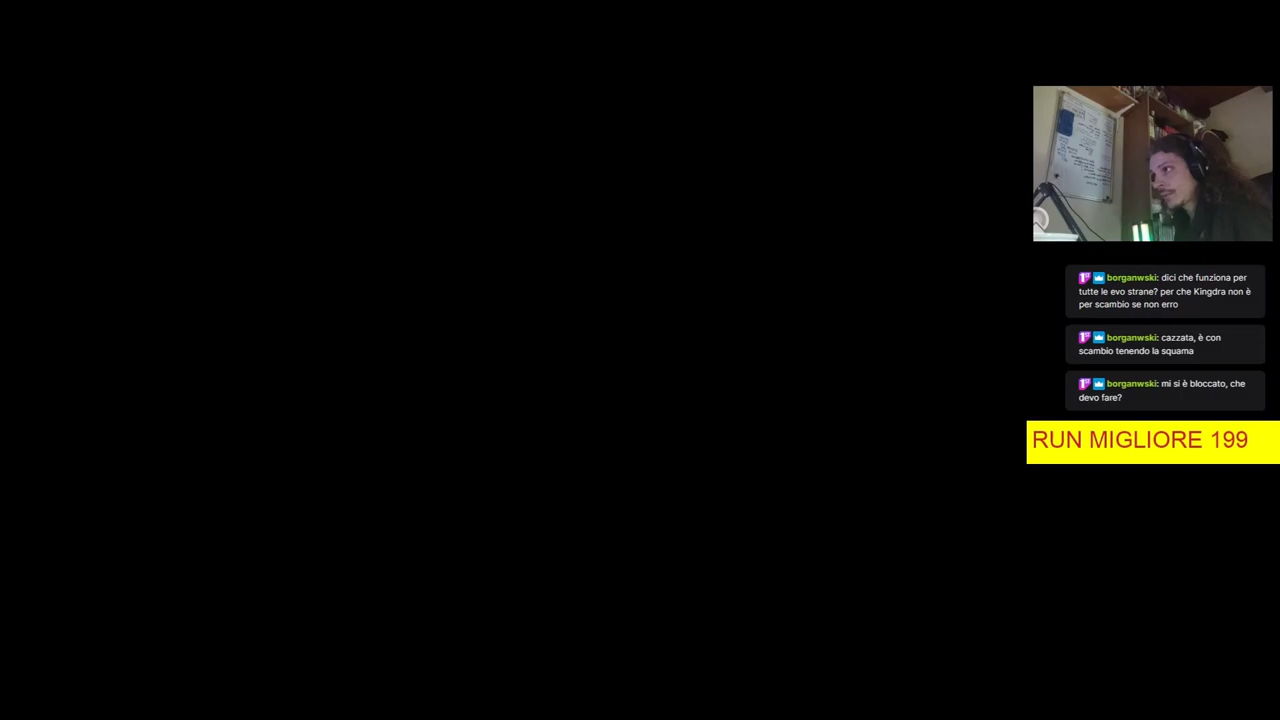 borganwski: dici che funziona per
tutte le evo strane? per che Kingdra non è
per scambio se non erro
borganwski: cazzata, è con
scambio tenendo la squama
borganwski: mi si è bloccato, che
devo fare?
RUN MIGLIORE 199